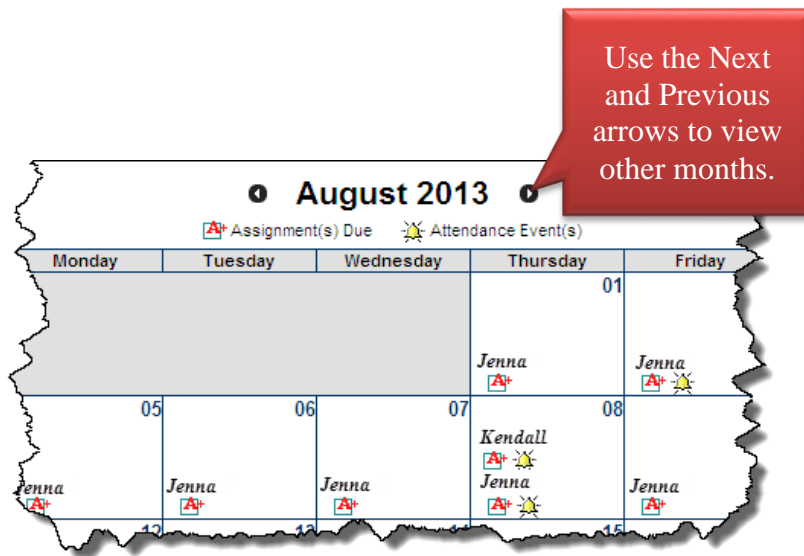 Use the Next
and Previous
arrows to view
other months.
August 2013
A+ Assignment(s) Due Attendance Event(s)
Monday Tuesday Wednesday Thursday Friday
01
Jenna Jenna
A+ A+
05 06 07 08
Kendall
A+
Jenna Jenna Jenna Jenna Jenna
A+ A+ A+ A+ A+